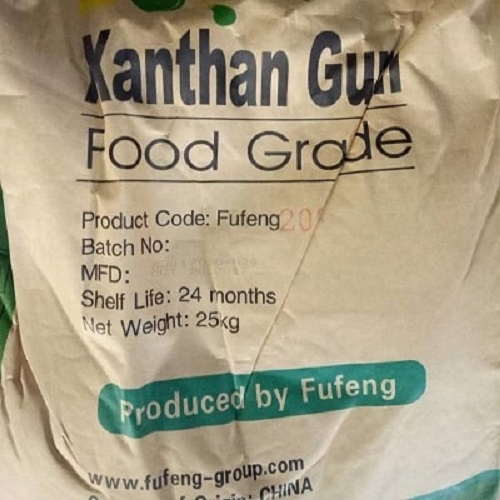 Xanthan Gum
Food Grade
Product Code: Fufeng
Batch No:
MFD:
Shelf Life: 24 months
Net Weight: 25kg
Produced by Fufeng
www.fufeng-group.com
CHINA